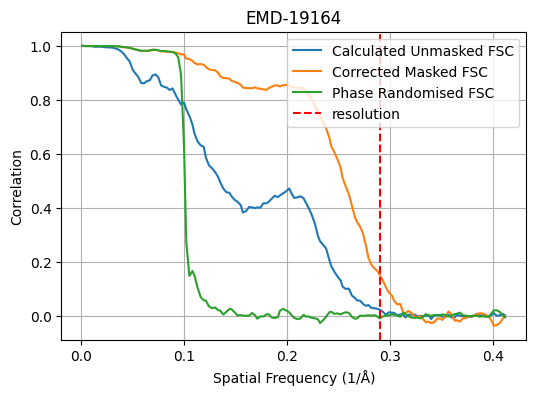 EMD-19164
Calculated Unmasked FSC
Corrected Masked FSC
Phase Randomised FSC
resolution
Correlation
1.0
0.8
0.6
0.4
0.2
0.0
0.0 0.1 0.2 0.3 0.4
Spatial Frequency (1/Å)